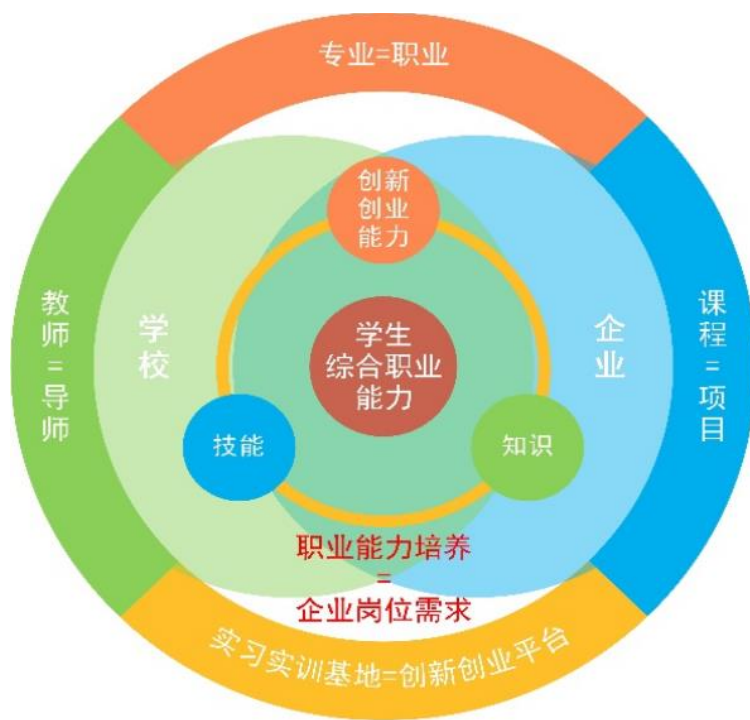 专业=职业
创新
创业
能力
教师=导师
学校
学生
综合职业
能力
企业
课程=项目
技能
知识
职业能力培养
=
企业岗位需求
实习实训基地=创新创业平台